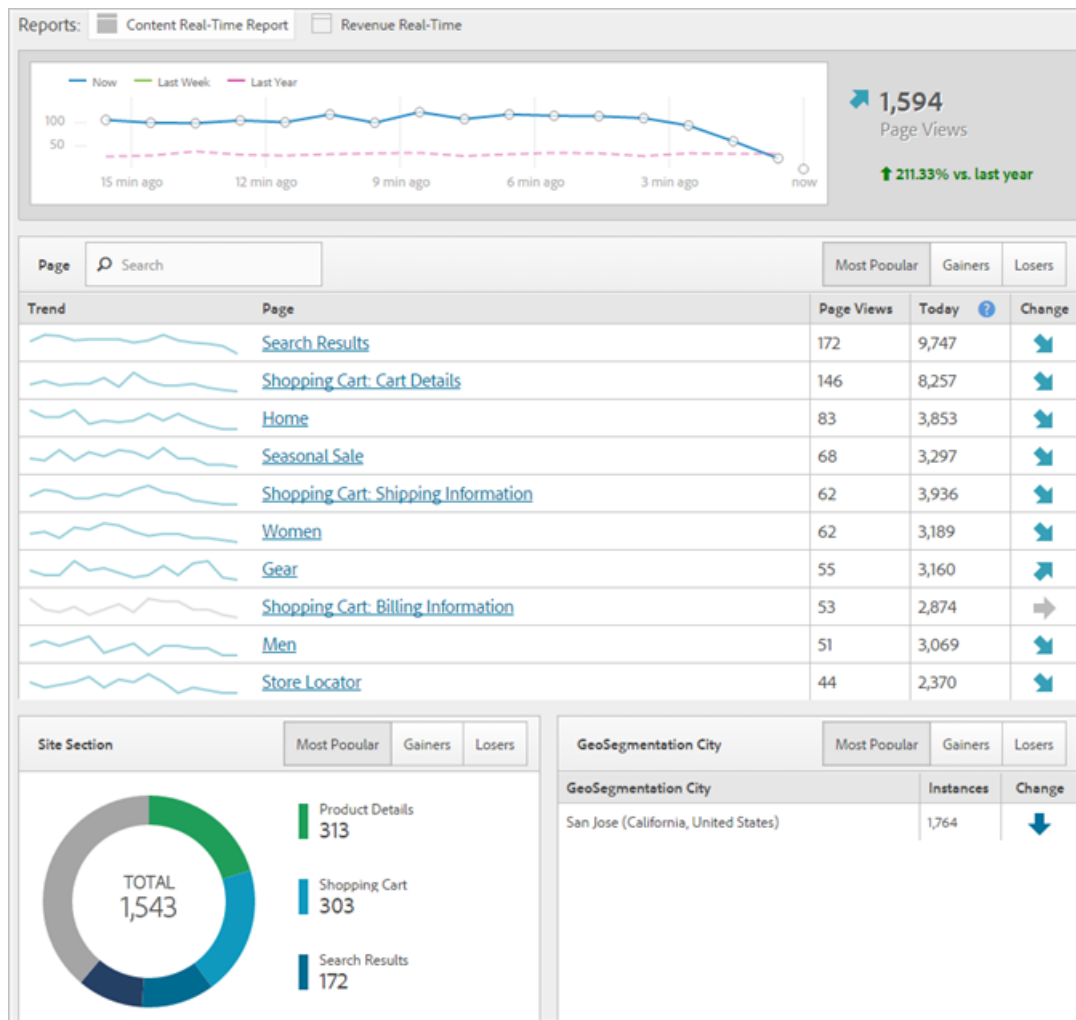 Reports: Content Real-Time Report Revenue Real-Time
Now Last Week Last Year
100
50
15 min ago 12 min ago 9 min ago 6 min ago 3 min ago now
1,594
Page Views
211.33% vs. last year
Page Search Most Popular Gainers Losers
Trend Page Page Views Today ? Change
Search Results 172 9,747
Shopping Cart: Cart Details 146 8,257
Home 83 3,853
Seasonal Sale 68 3,297
Shopping Cart: Shipping Information 62 3,936
Women 62 3,189
Gear 55 3,160
Shopping Cart: Billing Information 53 2,874
Men 51 3,069
Store Locator 44 2,370
Site Section Most Popular Gainers Losers
TOTAL
1,543
Product Details
313
Shopping Cart
303
Search Results
172
GeoSegmentation City Most Popular Gainers Losers
GeoSegmentation City Instances Change
San Jose (California, United States) 1,764